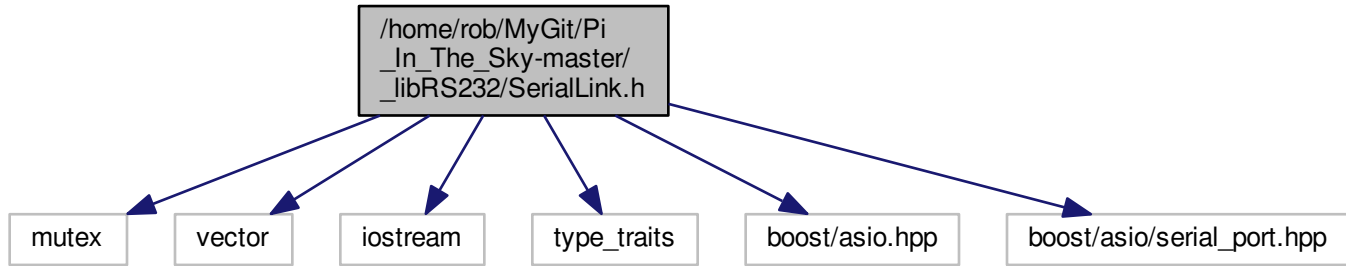 /home/rob/MyGit/Pi
_In_The_Sky-master/
_libRS232/SerialLink.h
mutex
vector
iostream
type_traits
boost/asio.hpp
boost/asio/serial_port.hpp